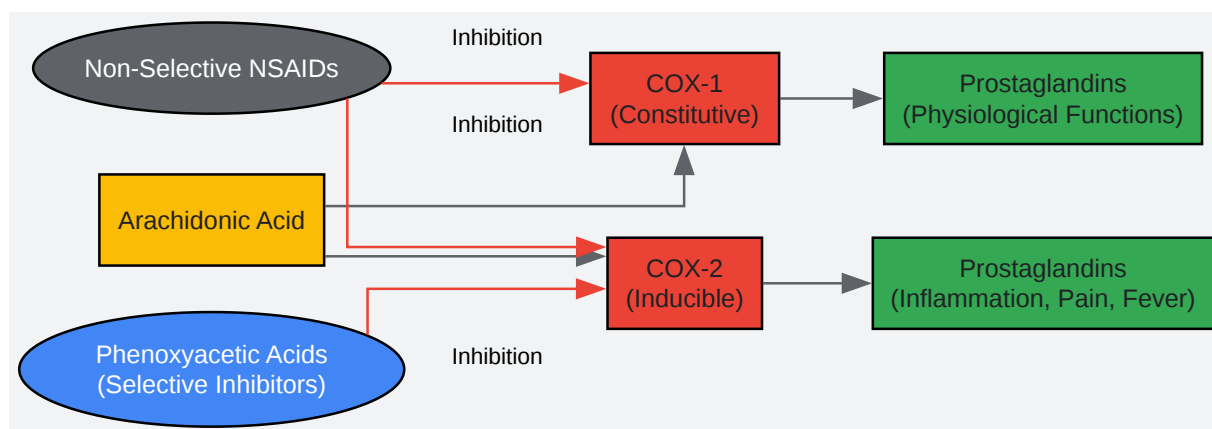 Inhibition
Non-Selective NSAIDs
COX-1
(Constitutive)
Prostaglandins
(Physiological Functions)
Inhibition
Arachidonic Acid
COX-2
(Inducible)
Prostaglandins
(Inflammation, Pain, Fever)
Phenoxyacetic Acids
(Selective Inhibitors)
Inhibition